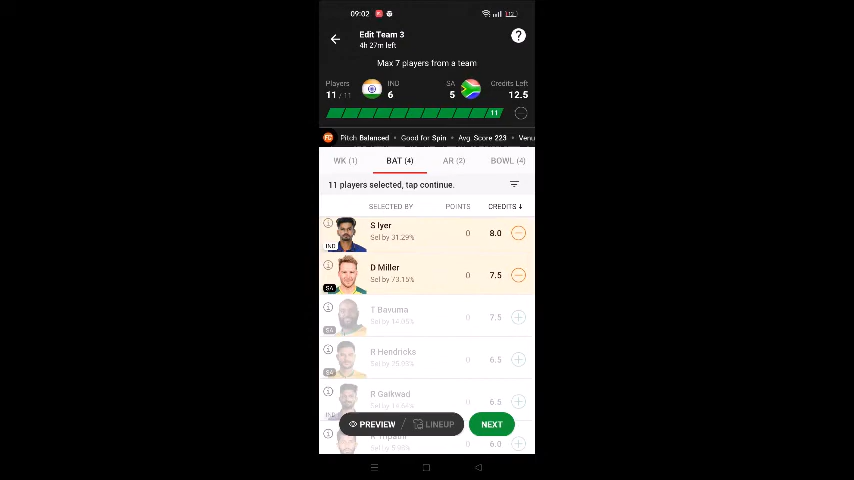 09:02
Edit Team 3
4h 27m left
?
Max 7 players from a team
Players IND SA Credits Left
11 / 11 6 5 12.5
11
FC Pitch Balanced • Good for Spin • Avg. Score 223 • Venu
WK (1) BAT (4) AR (2) BOWL (4)
11 players selected, tap continue.
SELECTED BY POINTS CREDITS ↓
S Iyer
Sel by 31.29% 0 8.0
IND
D Miller
Sel by 73.15% 0 7.5
SA
T Bavuma
0 7.5
SA
R Hendricks
0 6.5
SA
R Gaikwad
0 6.5
PREVIEW / LINEUP NEXT
0 6.0